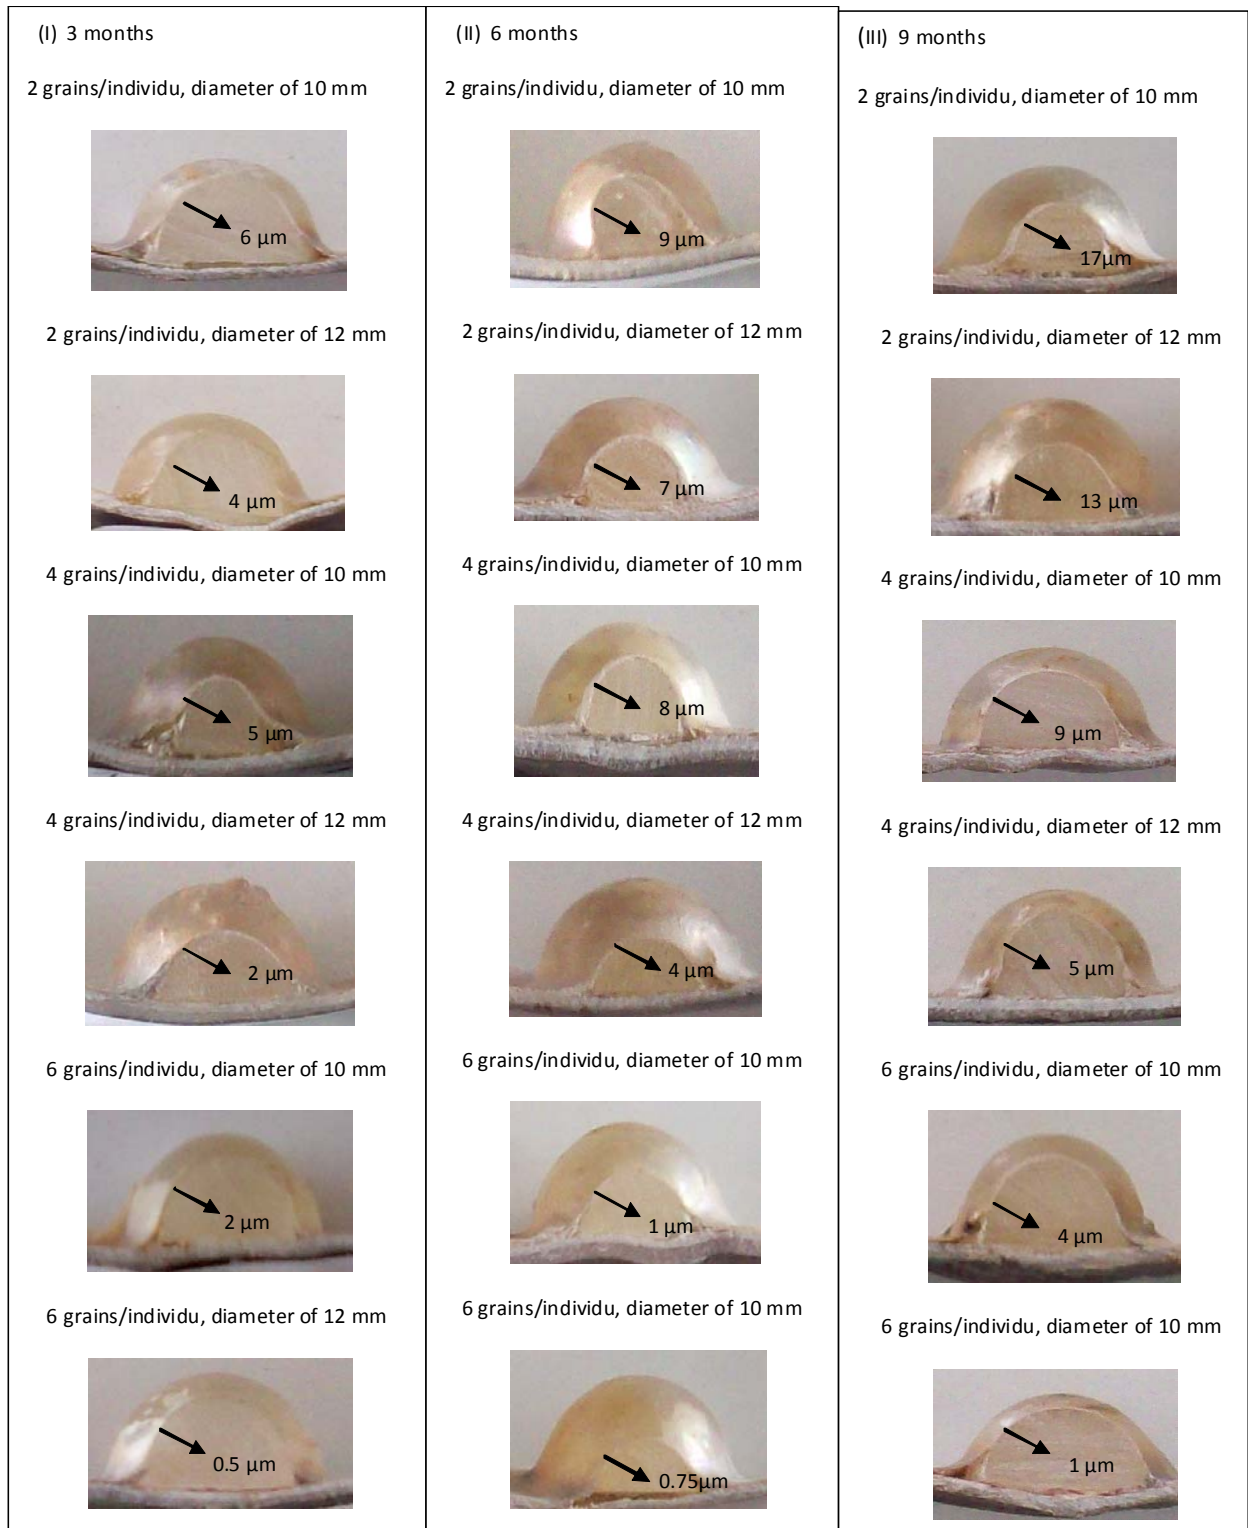 (I) 3 months
2 grains/individu, diameter of 10 mm
6 µm
2 grains/individu, diameter of 12 mm
4 µm
4 grains/individu, diameter of 10 mm
5 µm
4 grains/individu, diameter of 12 mm
2 µm
6 grains/individu, diameter of 10 mm
2 µm
6 grains/individu, diameter of 12 mm
0.5 µm
(II) 6 months
2 grains/individu, diameter of 10 mm
9 µm
2 grains/individu, diameter of 12 mm
7 µm
4 grains/individu, diameter of 10 mm
8 µm
4 grains/individu, diameter of 12 mm
4 µm
6 grains/individu, diameter of 10 mm
1 µm
6 grains/individu, diameter of 10 mm
0.75µm
(III) 9 months
2 grains/individu, diameter of 10 mm
17µm
2 grains/individu, diameter of 12 mm
13 µm
4 grains/individu, diameter of 10 mm
9 µm
4 grains/individu, diameter of 12 mm
5 µm
6 grains/individu, diameter of 10 mm
4 µm
6 grains/individu, diameter of 10 mm
1 µm